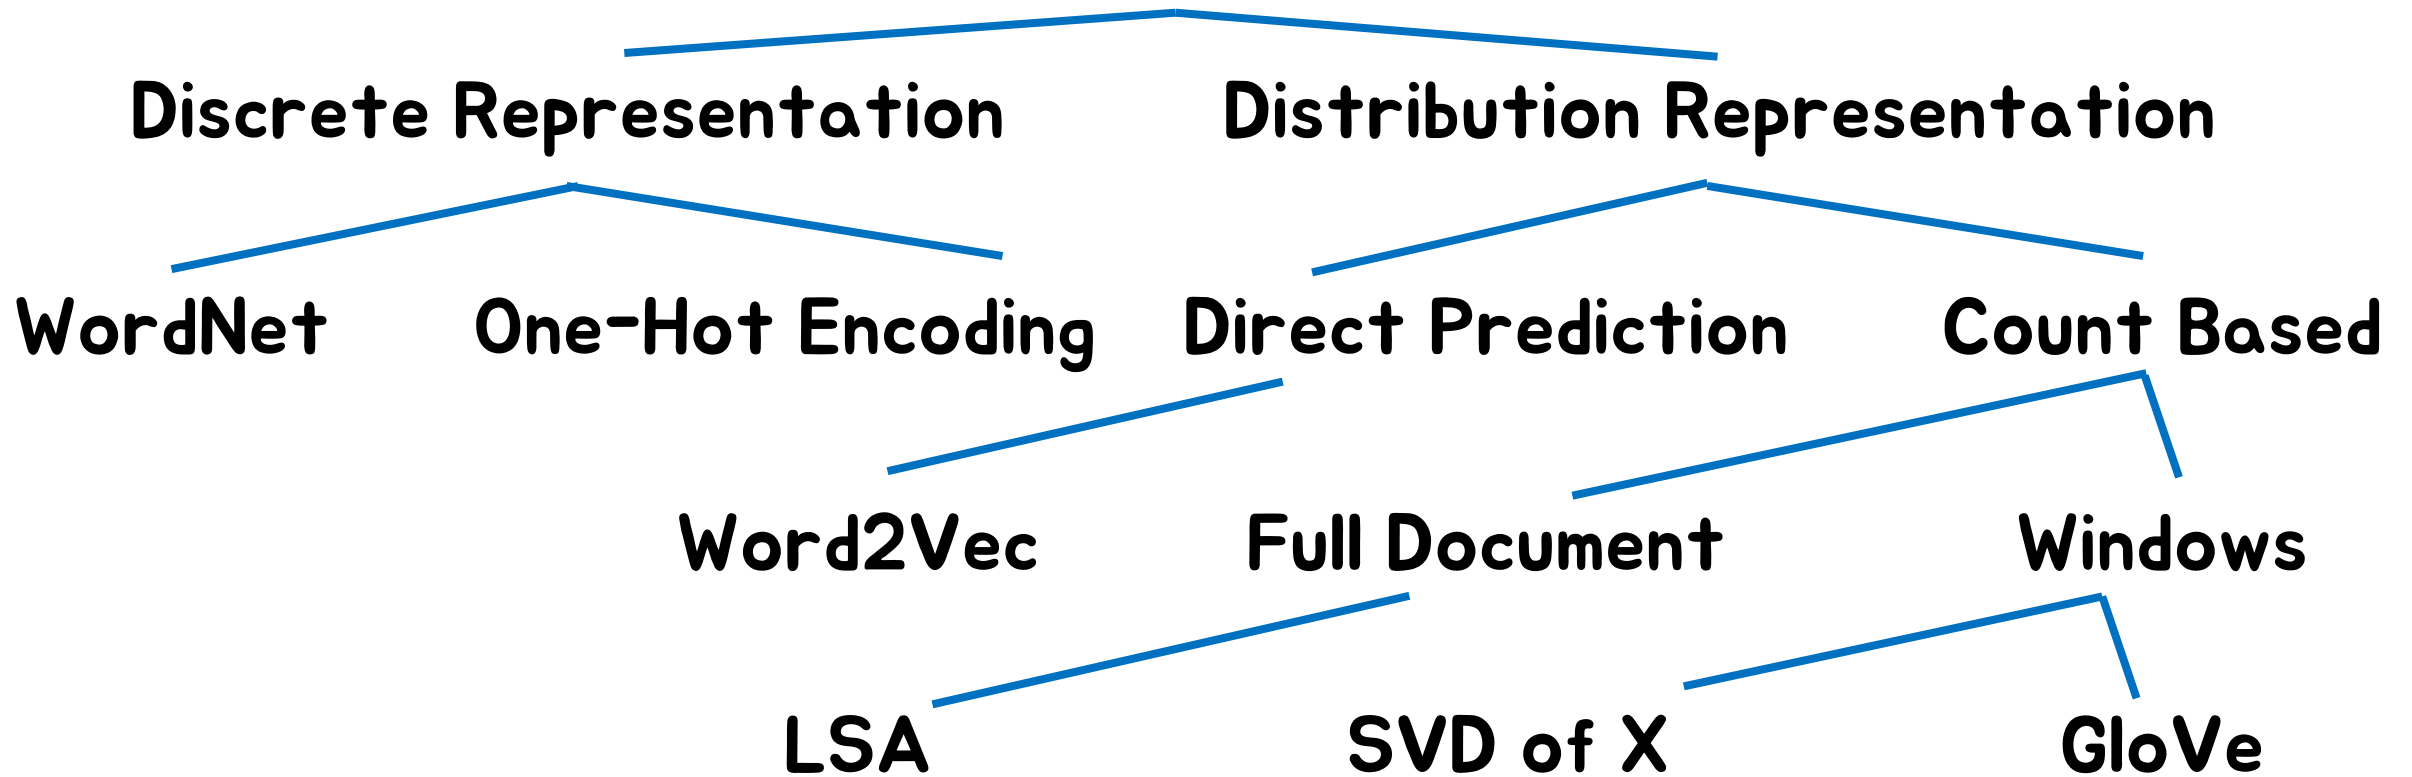 Discrete Representation Distribution Representation
WordNet One-Hot Encoding Direct Prediction Count Based
Word2Vec Full Document Windows
LSA SVD of X GloVe